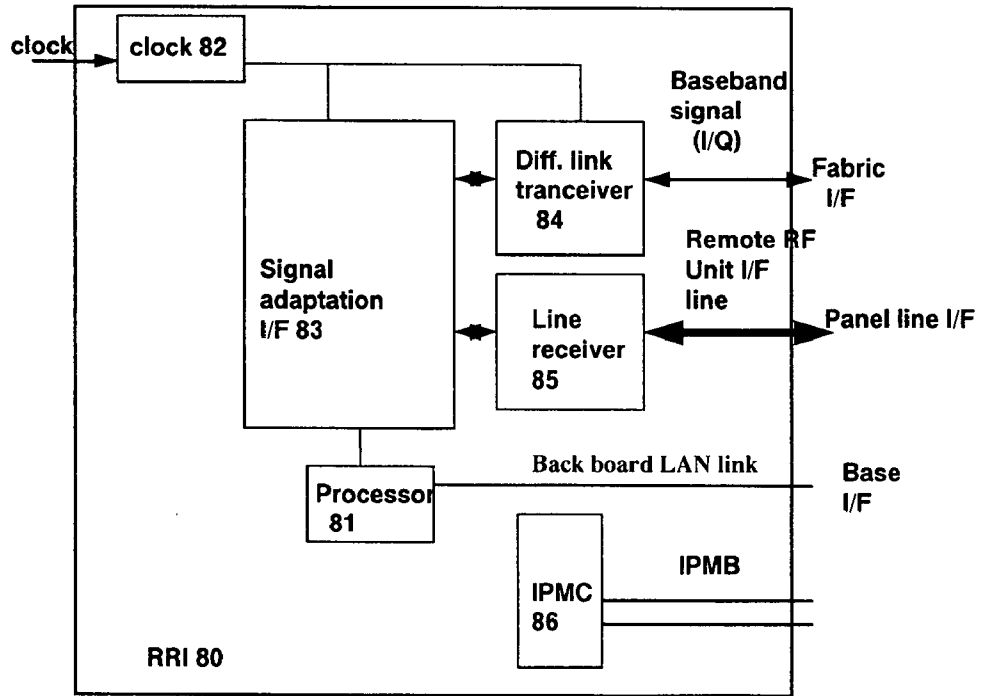 clock
clock 82
Baseband
signal
(I/Q)
Diff. link
tranceiver
84
Fabric
I/F
Remote RF
Unit I/F
line
Signal
adaptation
I/F 83
Line
receiver
85
Panel line I/F
Back board LAN link
Base
I/F
Processor
81
IPMB
IPMC
86
RRI 80